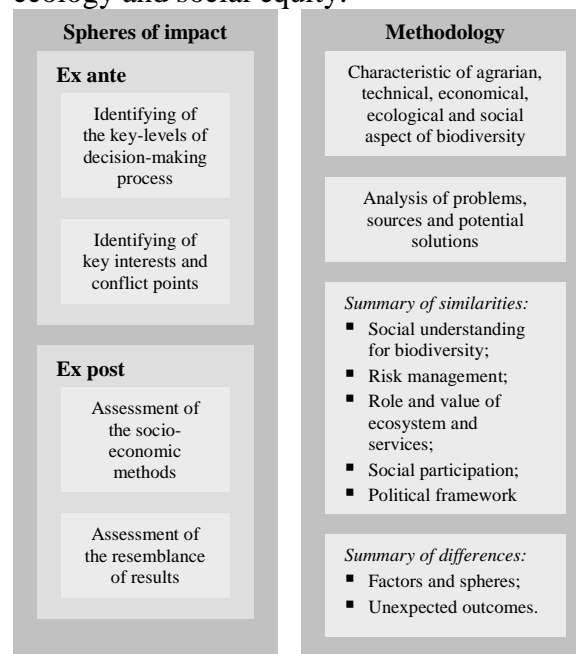 ecology and social equity.
Spheres of impact
Ex ante
Identifying of
the key-levels of
decision-making
process
Identifying of
key interests and
conflict points
Ex post
Assessment of
the socio-
economic
methods
Assessment of
the resemblance
of results
Methodology
Characteristic of agrarian,
technical, economical,
ecological and social
aspect of biodiversity
Analysis of problems,
sources and potential
solutions
Summary of similarities:
▪ Social understanding
for biodiversity;
▪ Risk management;
▪ Role and value of
ecosystem and
services;
▪ Social participation;
▪ Political framework
Summary of differences:
▪ Factors and spheres;
▪ Unexpected outcomes.